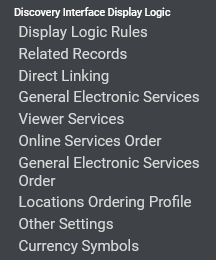 Discovery Interface Display Logic
Display Logic Rules
Related Records
Direct Linking
General Electronic Services
Viewer Services
Online Services Order
General Electronic Services
Order
Locations Ordering Profile
Other Settings
Currency Symbols